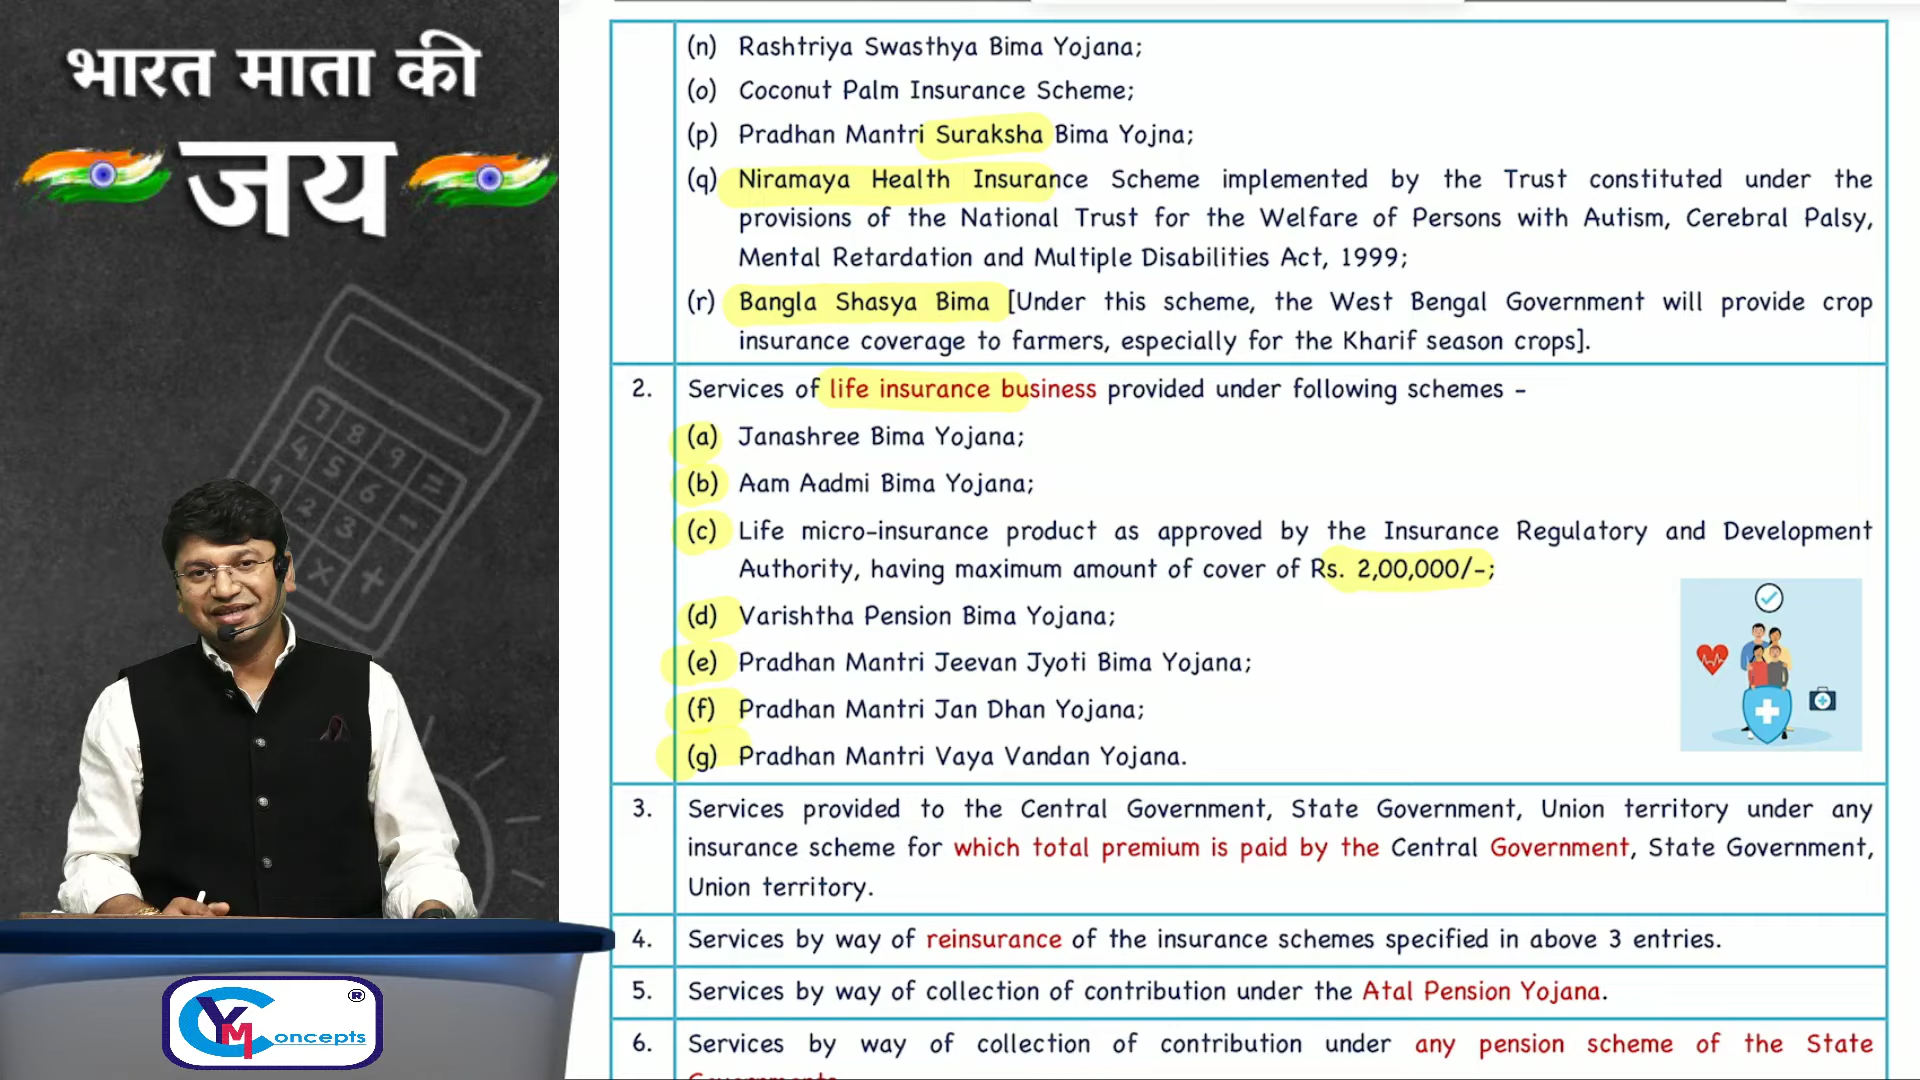 भारत माता की
जय
(n) Rashtriya Swasthya Bima Yojana;
(o) Coconut Palm Insurance Scheme;
(p) Pradhan Mantri Suraksha Bima Yojna;
(q) Niramaya Health Insurance Scheme implemented by the Trust constituted under the
provisions of the National Trust for the Welfare of Persons with Autism, Cerebral Palsy,
Mental Retardation and Multiple Disabilities Act, 1999;
(r) Bangla Shasya Bima [Under this scheme, the West Bengal Government will provide crop
insurance coverage to farmers, especially for the Kharif season crops].
2. Services of life insurance business provided under following schemes –
(a) Janashree Bima Yojana;
(b) Aam Aadmi Bima Yojana;
(c) Life micro-insurance product as approved by the Insurance Regulatory and Development
Authority, having maximum amount of cover of Rs. 2,00,000/-;
(d) Varishtha Pension Bima Yojana;
(e) Pradhan Mantri Jeevan Jyoti Bima Yojana;
(f) Pradhan Mantri Jan Dhan Yojana;
(g) Pradhan Mantri Vaya Vandan Yojana.
3. Services provided to the Central Government, State Government, Union territory under any
insurance scheme for which total premium is paid by the Central Government, State Government,
Union territory.
4. Services by way of reinsurance of the insurance schemes specified in above 3 entries.
5. Services by way of collection of contribution under the Atal Pension Yojana.
6. Services by way of collection of contribution under any pension scheme of the State
7 8 9 =
4 5 6 -
1 2 3
× +
CYM oncepts ®